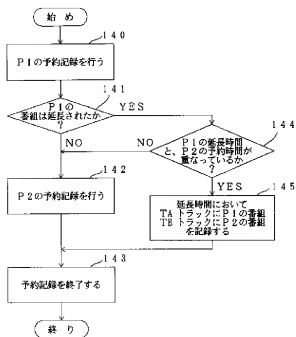 始め
140
P1の予約記録を行う
141
P1の
番組は延長されたか
?
YES
NO
144
P1の延長時間
と、P2の予約時間が
重なっているか
?
NO
YES
142
P2の予約記録を行う
145
延長時間において
TAトラックにP1の番組
TBトラックにP2の番組
を記録する
143
予約記録を終了する
終り